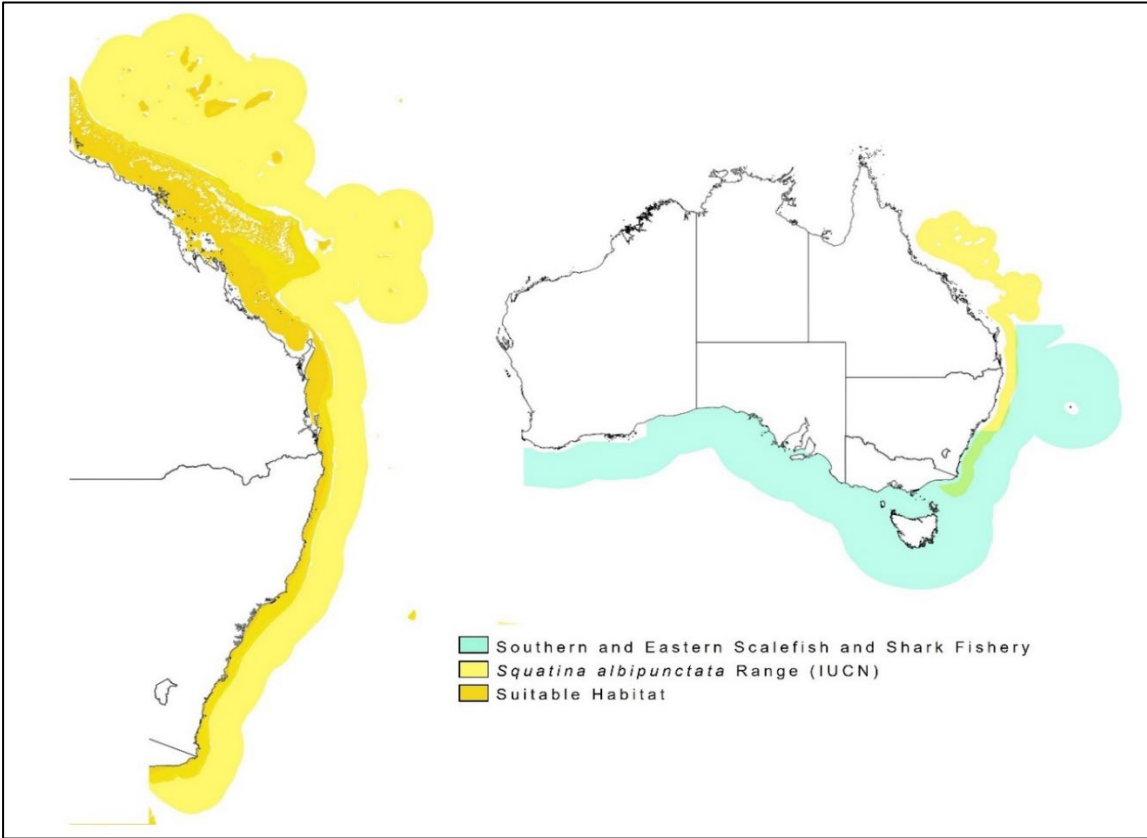 Southern and Eastern Scalefish and Shark Fishery
Squatina albipunctata Range (IUCN)
Suitable Habitat